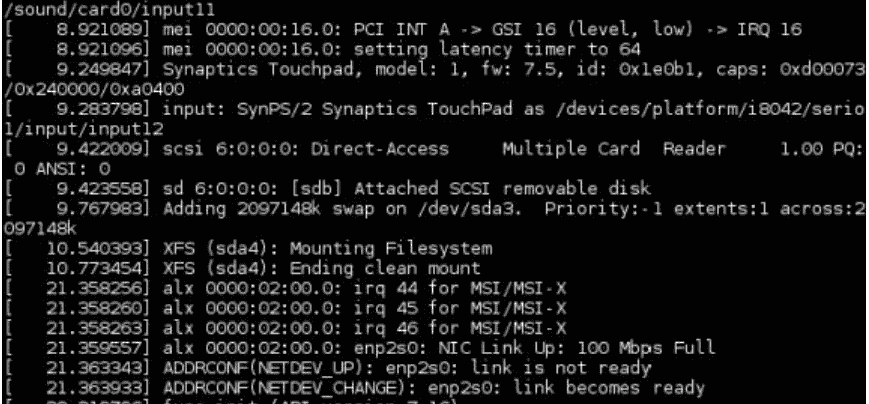 /sound/card0/input11
[    8.921089] mei 0000:00:16.0: PCI INT A -> GSI 16 (level, low) -> IRQ 16
[    8.921096] mei 0000:00:16.0: setting latency timer to 64
[    9.249847] Synaptics Touchpad, model: 1, fw: 7.5, id: 0x1e0b1, caps: 0xd00073
/0x240000/0xa0400
[    9.283798] input: SynPS/2 Synaptics TouchPad as /devices/platform/i8042/serio
1/input/input12
[    9.422009] scsi 6:0:0:0: Direct-Access     Multiple Card  Reader     1.00 PQ:
 0 ANSI: 0
[    9.423558] sd 6:0:0:0: [sdb] Attached SCSI removable disk
[    9.767983] Adding 2097148k swap on /dev/sda3.  Priority:-1 extents:1 across:2
097148k
[   10.540393] XFS (sda4): Mounting Filesystem
[   10.773454] XFS (sda4): Ending clean mount
[   21.358256] alx 0000:02:00.0: irq 44 for MSI/MSI-X
[   21.358260] alx 0000:02:00.0: irq 45 for MSI/MSI-X
[   21.358263] alx 0000:02:00.0: irq 46 for MSI/MSI-X
[   21.359557] alx 0000:02:00.0: enp2s0: NIC Link Up: 100 Mbps Full
[   21.363343] ADDRCONF(NETDEV_UP): enp2s0: link is not ready
[   21.363933] ADDRCONF(NETDEV_CHANGE): enp2s0: link becomes ready